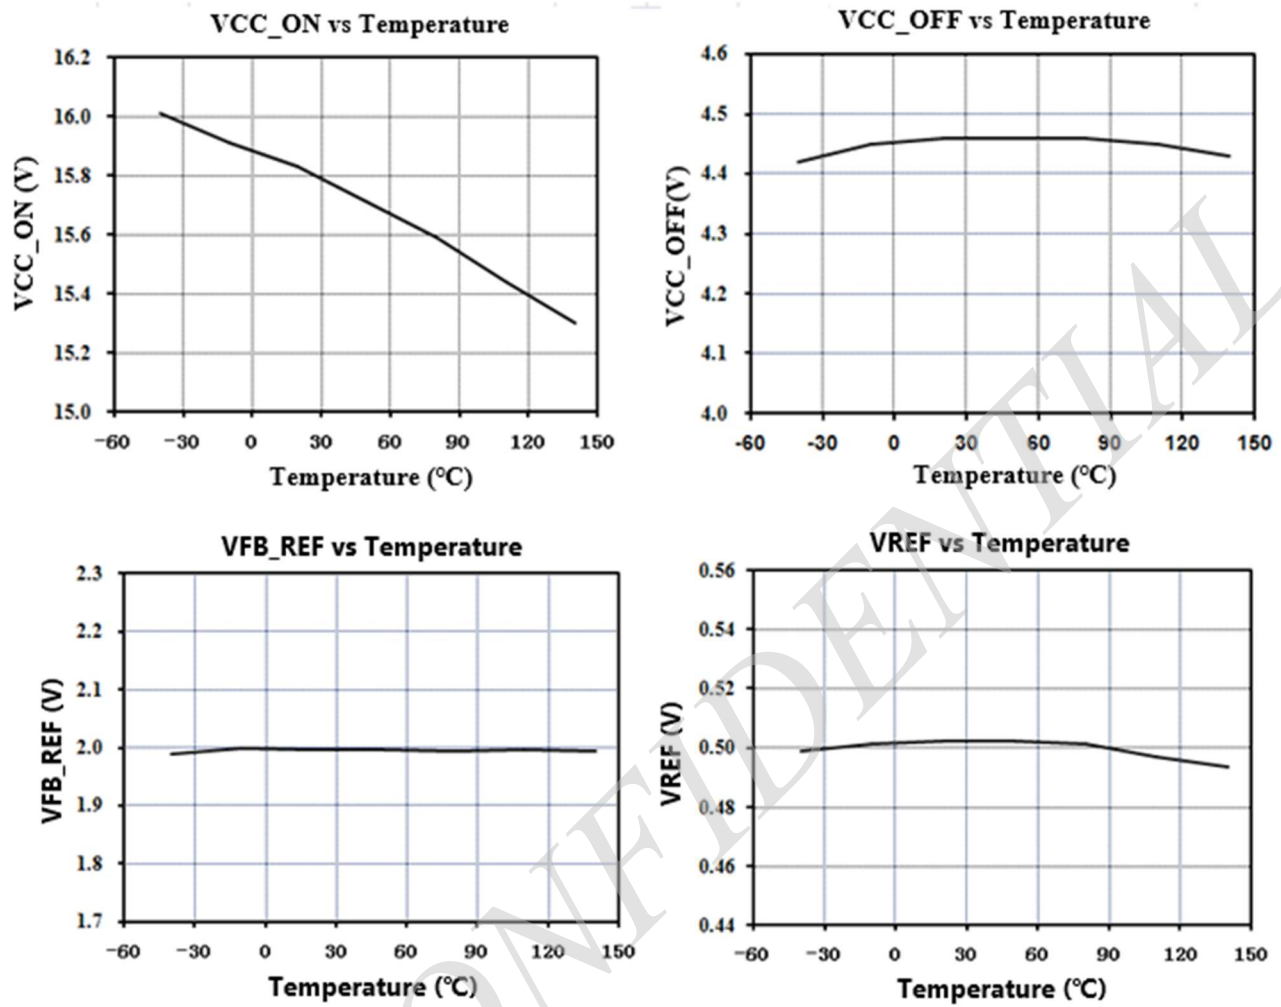 VCC_ON vs Temperature
VCC_ON (V)
16.2
16.0
15.8
15.6
15.4
15.2
15.0
−60 −30 0 30 60 90 120 150
Temperature (℃)
VCC_OFF vs Temperature
VCC_OFF(V)
4.6
4.5
4.4
4.3
4.2
4.1
4.0
-60 -30 0 30 60 90 120 150
Temperature (℃)
VFB_REF vs Temperature
VFB_REF (V)
2.3
2.2
2.1
2.0
1.9
1.8
1.7
−60 −30 0 30 60 90 120 150
Temperature (℃)
VREF vs Temperature
VREF (V)
0.56
0.54
0.52
0.50
0.48
0.46
0.44
−60 −30 0 30 60 90 120 150
Temperature (℃)
ONFIDENTIAL